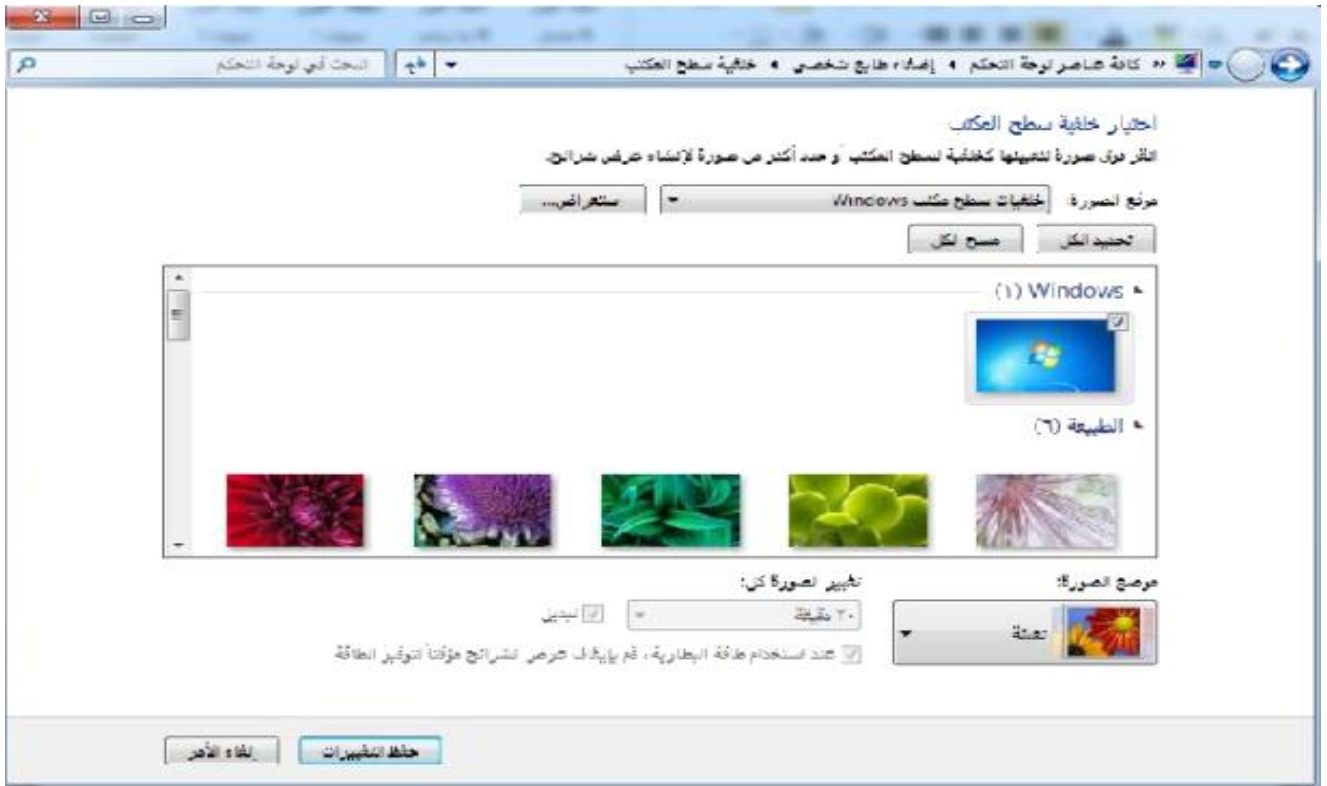 « كافة عناصر لوحة التحكم ‹ إضفاء طابع شخصي ‹ خلفية سطح المكتب
البحث في لوحة التحكم
اختيار خلفية سطح المكتب
انقر فوق صورة لتعيينها كخلفية لسطح المكتب أو حدد أكثر من صورة لإنشاء عرض شرائح.
موقع الصورة: خلفيات سطح مكتب Windows استعراض...
تحديد الكل مسح الكل
Windows (١)
الطبيعة (٦)
موضع الصورة: تغيير الصورة كل:
تعبئة ٣٠ دقيقة تبديل
عند استخدام طاقة البطارية، قم بإيقاف عرض الشرائح مؤقتاً لتوفير الطاقة
حفظ التغييرات إلغاء الأمر